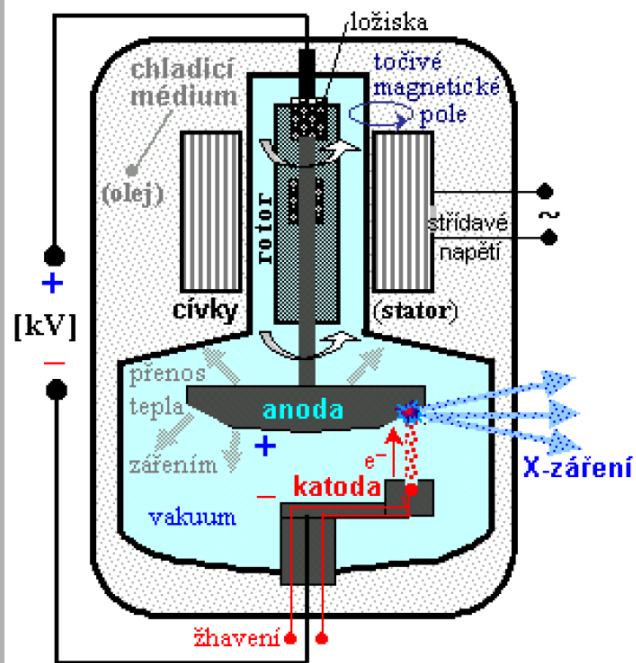 ložiska
chladicí
médium
(olej)
točivé
magnetické
pole
rotor
střídavé
napětí
~
cívky
(stator)
+
[kV]
−
přenos
tepla
zářením
anoda
+
e−
X-záření
− katoda
vakuum
žhavení